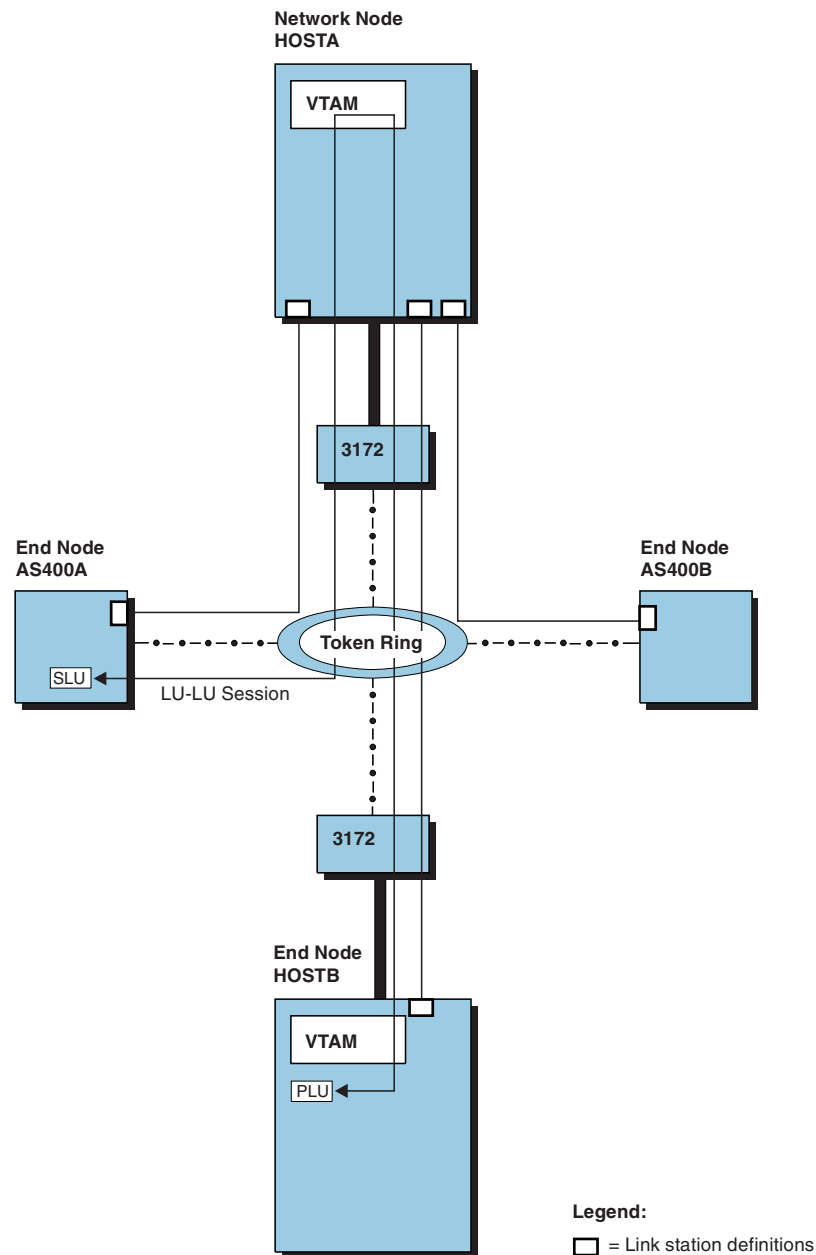 Network Node
HOSTA
VTAM
3172
End Node
AS400A
End Node
AS400B
Token Ring
SLU
LU-LU Session
3172
End Node
HOSTB
VTAM
PLU
Legend:
= Link station definitions